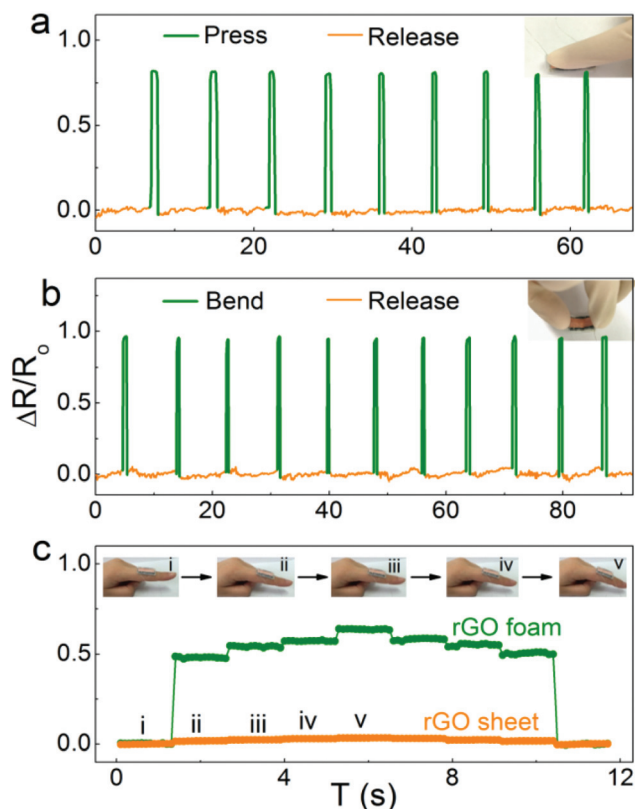 a
Press
Release
1.0
0.5
0.0
0
20
40
60
b
Bend
Release
1.0
0.5
0.0
0
20
40
60
80
ΔR/Ro
c
1.0
0.5
0.0
i
ii
iii
iv
v
rGO foam
i
ii
iii
iv
v
rGO sheet
0
4
8
12
T (s)